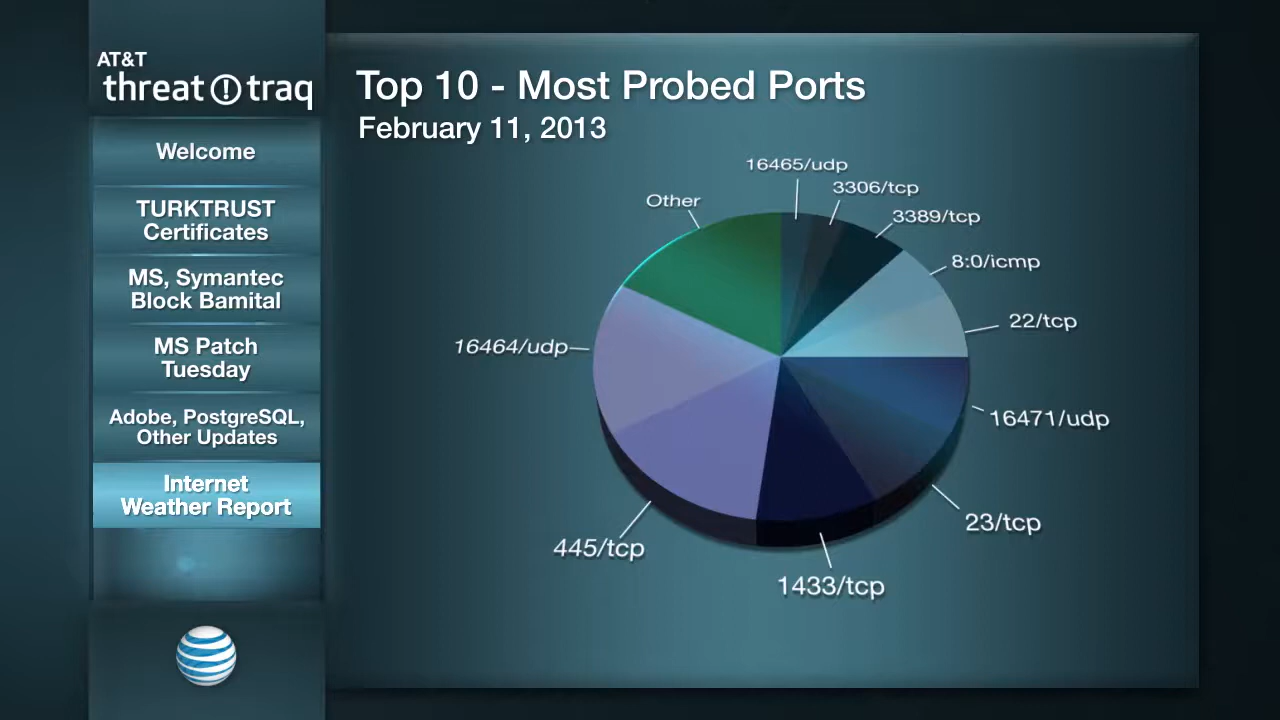 AT&T
threat traq
Welcome
TURKTRUST
Certificates
MS, Symantec
Block Bamital
MS Patch
Tuesday
Adobe, PostgreSQL,
Other Updates
Internet
Weather Report
Top 10 - Most Probed Ports
February 11, 2013
16465/udp
3306/tcp
3389/tcp
8:0/icmp
22/tcp
16471/udp
23/tcp
1433/tcp
445/tcp
16464/udp
Other